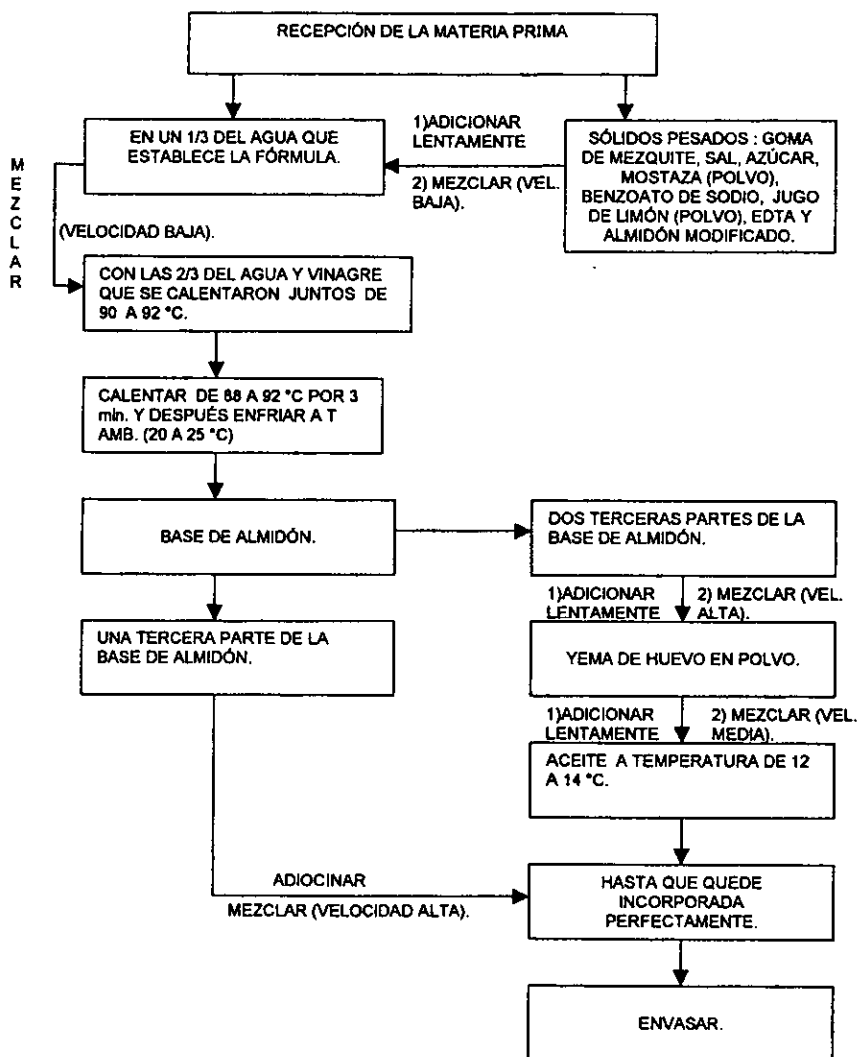 RECEPCIÓN DE LA MATERIA PRIMA
EN UN 1/3 DEL AGUA QUE
ESTABLECE LA FÓRMULA.
1)ADICIONAR
LENTAMENTE
2) MEZCLAR (VEL.
BAJA).
SÓLIDOS PESADOS : GOMA
DE MEZQUITE, SAL, AZÚCAR,
MOSTAZA (POLVO),
BENZOATO DE SODIO, JUGO
DE LIMÓN (POLVO), EDTA Y
ALMIDÓN MODIFICADO.
M
E
Z
C
L
A
R
(VELOCIDAD BAJA).
CON LAS 2/3 DEL AGUA Y VINAGRE
QUE SE CALENTARON JUNTOS DE
90 A 92 °C.
CALENTAR DE 88 A 92 °C POR 3
min. Y DESPUÉS ENFRIAR A T
AMB. (20 A 25 °C)
BASE DE ALMIDÓN.
DOS TERCERAS PARTES DE LA
BASE DE ALMIDÓN.
1)ADICIONAR
LENTAMENTE
2) MEZCLAR (VEL.
ALTA).
UNA TERCERA PARTE DE LA
BASE DE ALMIDÓN.
YEMA DE HUEVO EN POLVO.
1)ADICIONAR
LENTAMENTE
2) MEZCLAR (VEL.
MEDIA).
ACEITE A TEMPERATURA DE 12
A 14 °C.
ADIOCINAR
MEZCLAR (VELOCIDAD ALTA).
HASTA QUE QUEDE
INCORPORADA
PERFECTAMENTE.
ENVASAR.